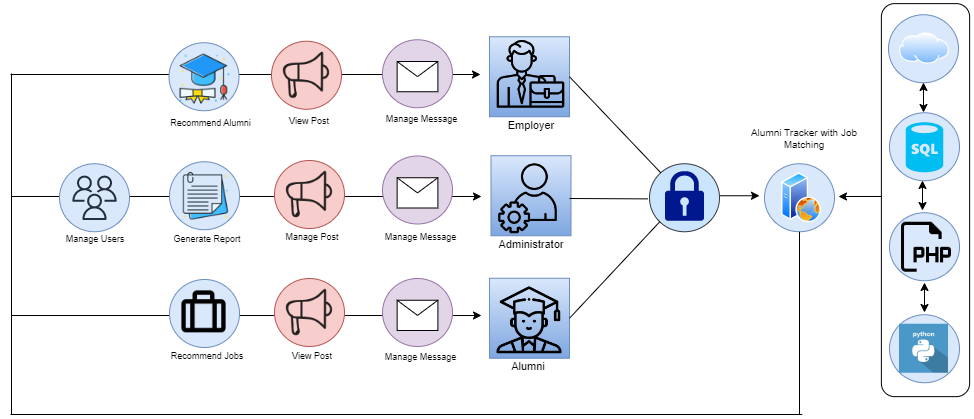 Recommend Alumni
View Post
Manage Message
Employer
Alumni Tracker with Job
Matching
SQL
Manage Users
Generate Report
Manage Post
Manage Message
Administrator
PHP
Recommend Jobs
View Post
Manage Message
Alumni
python